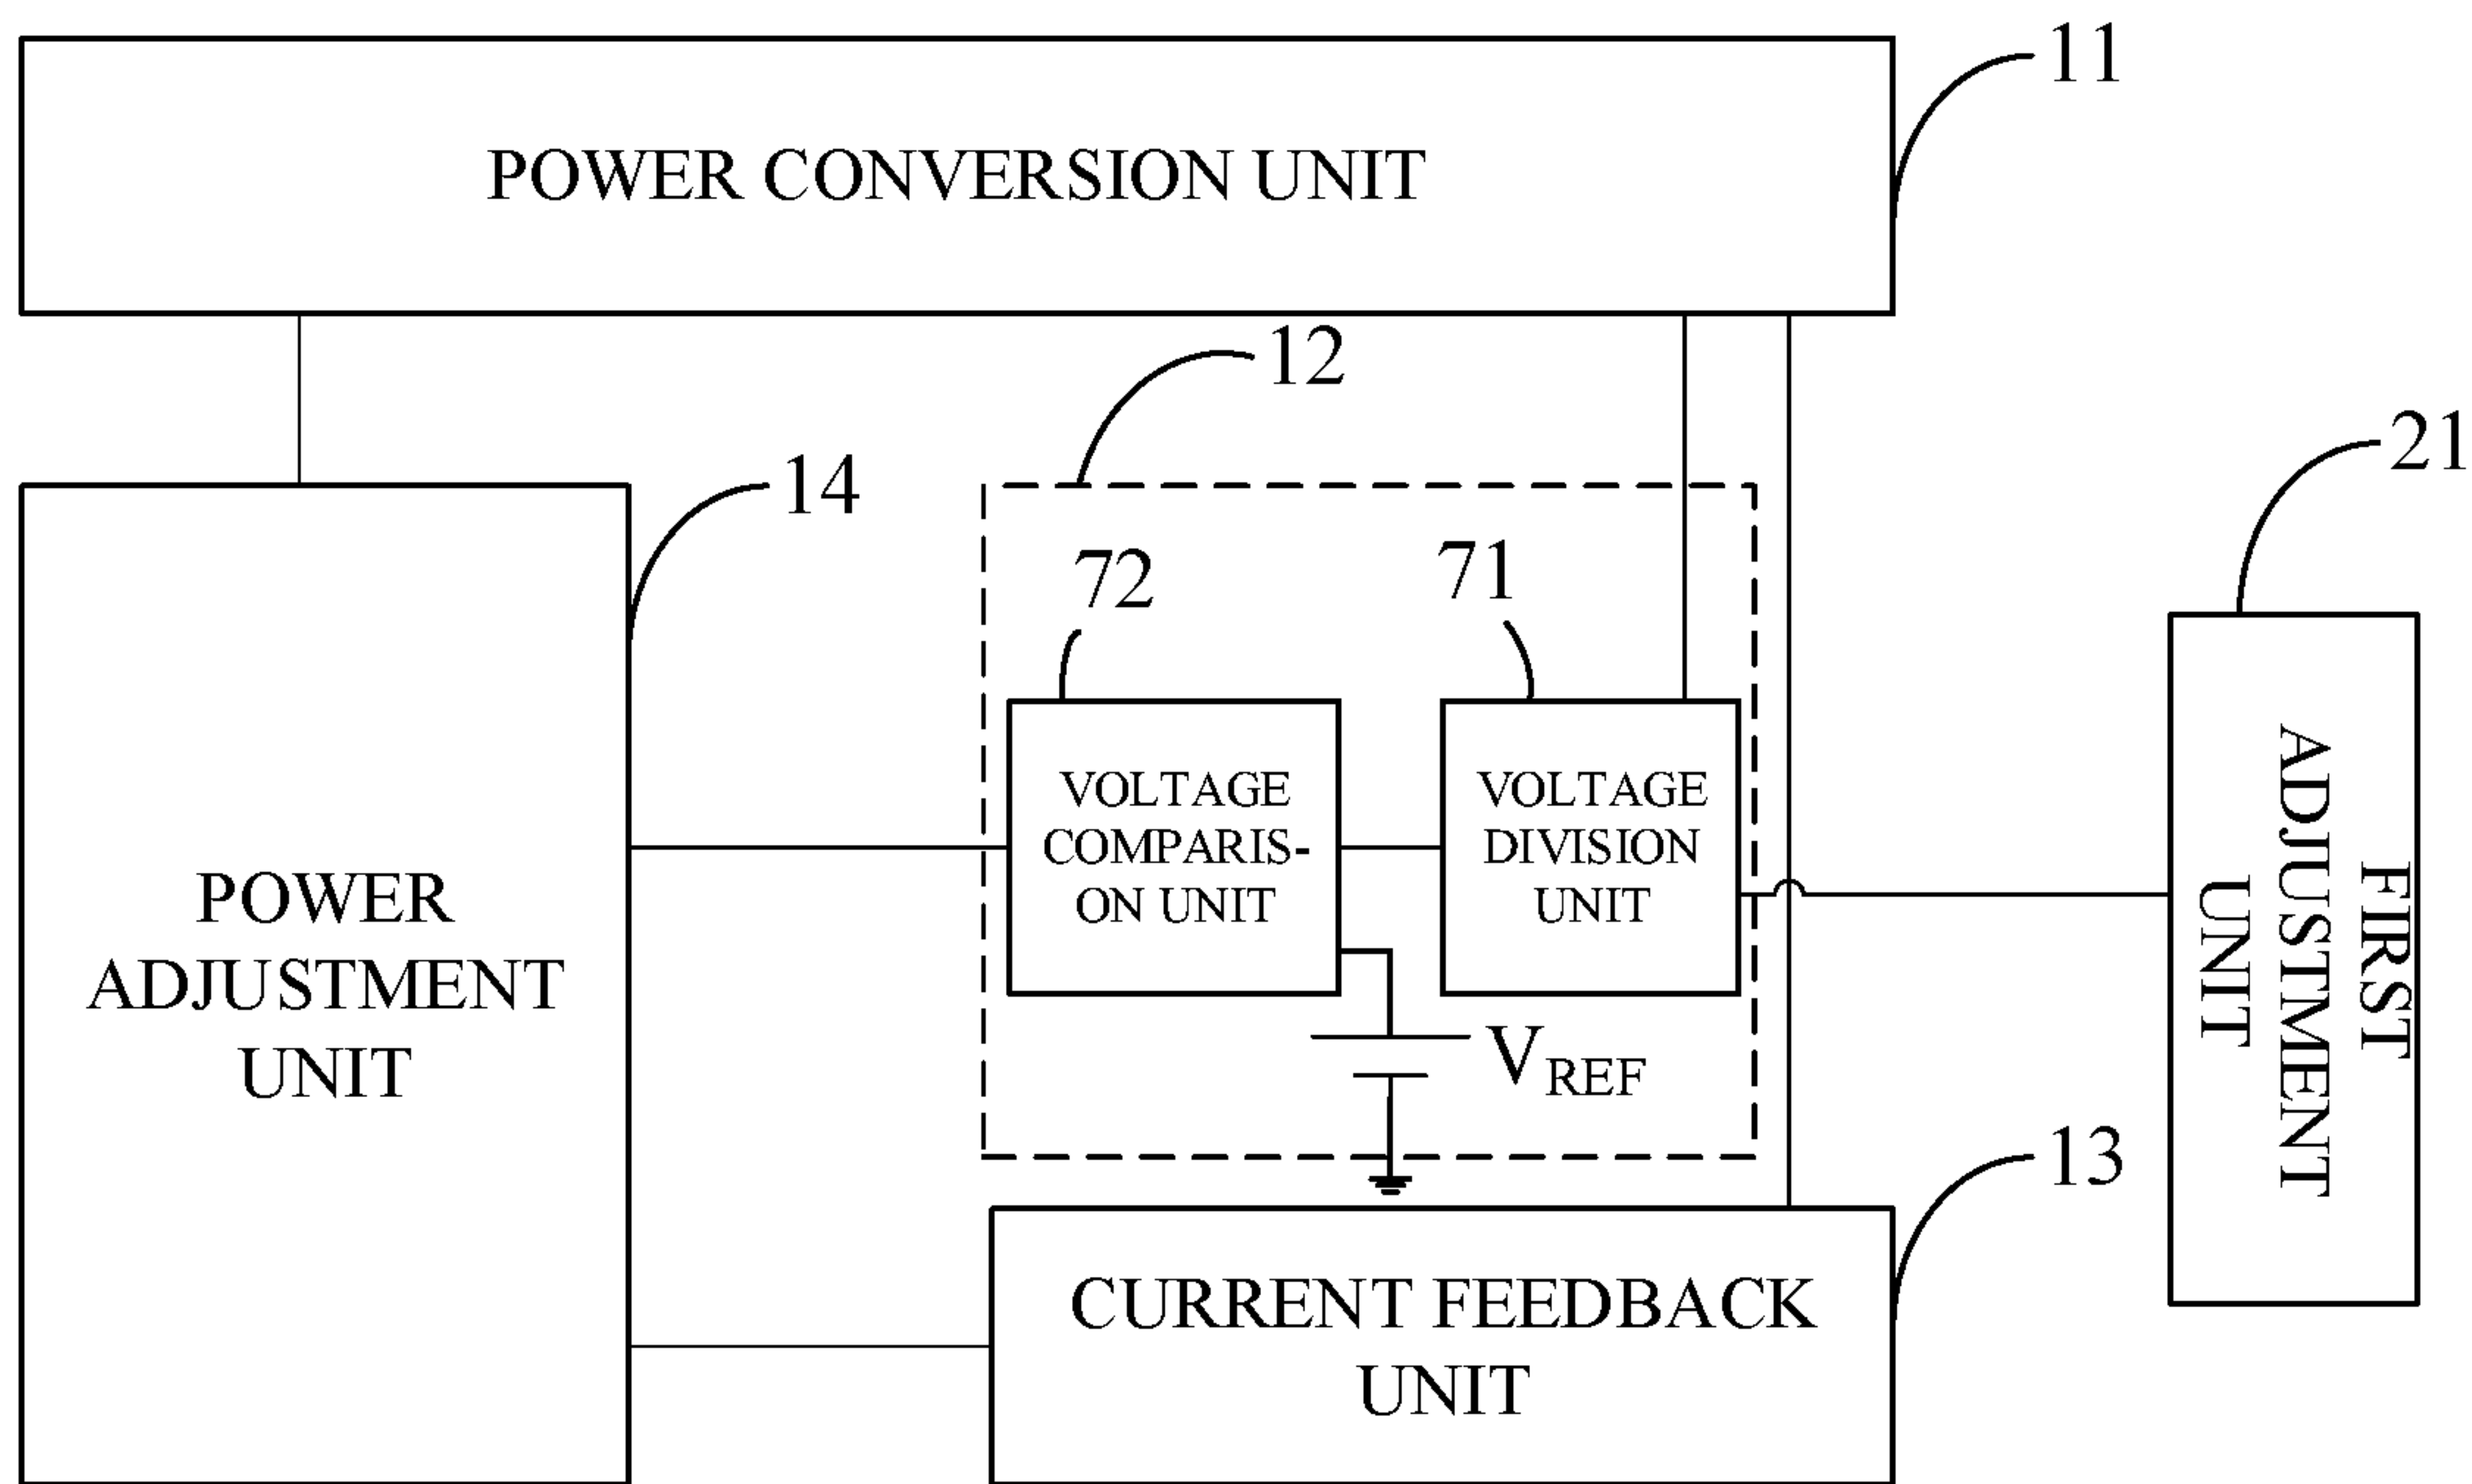 11
POWER CONVERSION UNIT
12
21
14
72
71
VOLTAGE
COMPARIS-
ON UNIT
VOLTAGE
DIVISION
UNIT
FIRST
ADJUSTMENT
UNIT
POWER
ADJUSTMENT
UNIT
VREF
13
CURRENT FEEDBACK
UNIT